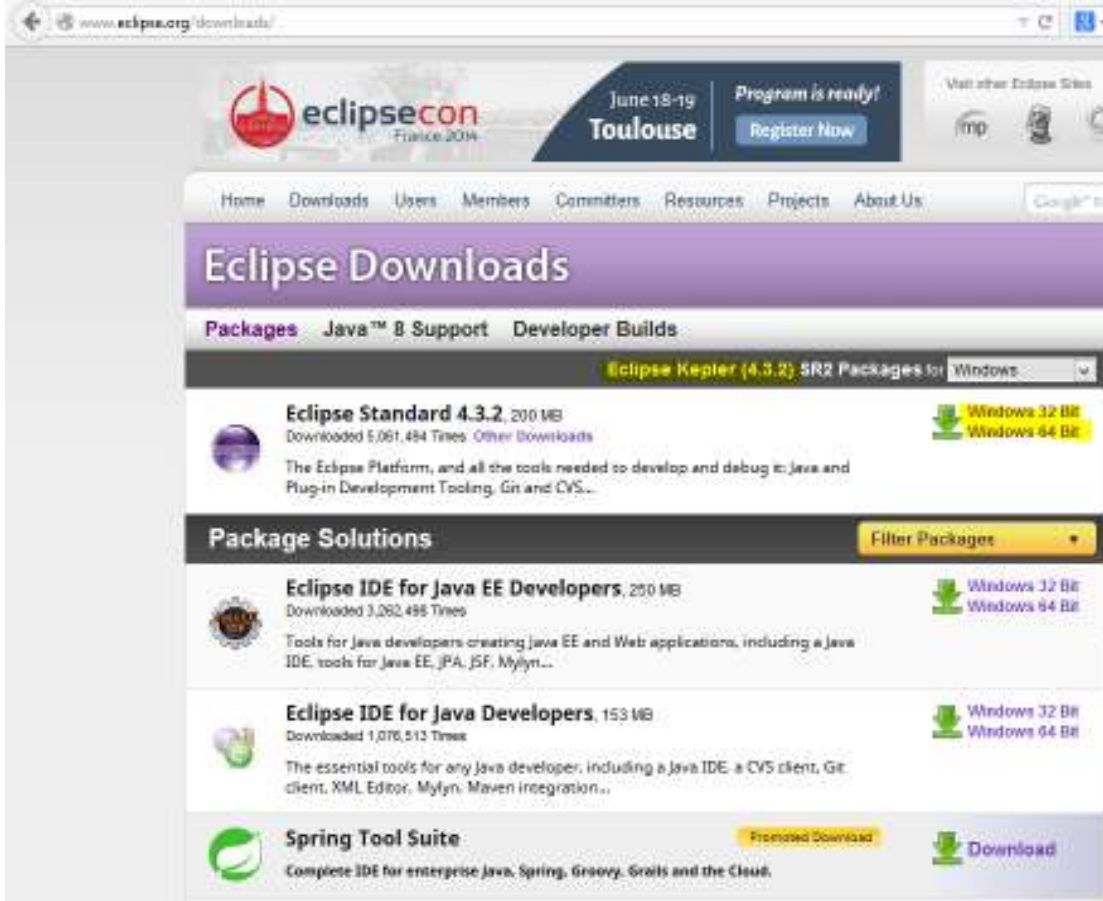 www.eclipse.org/downloads/
eclipsecon
France 2014
June 18-19
Toulouse
Program is ready!
Register Now
Visit other Eclipse Sites
Home Downloads Users Members Committers Resources Projects About Us
Eclipse Downloads
Packages Java™ 8 Support Developer Builds
Eclipse Kepler (4.3.2) SR2 Packages for Windows
Eclipse Standard 4.3.2, 200 MB
Windows 32 Bit
Downloaded 5,061,494 Times Other Downloads
Windows 64 Bit
The Eclipse Platform, and all the tools needed to develop and debug it: Java and
Plug-in Development Tooling, Git and CVS...
Package Solutions
Filter Packages
Eclipse IDE for Java EE Developers, 250 MB
Windows 32 Bit
Downloaded 3,262,498 Times
Windows 64 Bit
Tools for Java developers creating Java EE and Web applications, including a Java
IDE, tools for Java EE, JPA, JSF, Mylyn...
Eclipse IDE for Java Developers, 153 MB
Windows 32 Bit
Downloaded 1,076,513 Times
Windows 64 Bit
The essential tools for any Java developer, including a Java IDE, a CVS client, Git
client, XML Editor, Mylyn, Maven integration...
Spring Tool Suite
Promoted Download
Download
Complete IDE for enterprise Java, Spring, Groovy, Grails and the Cloud.